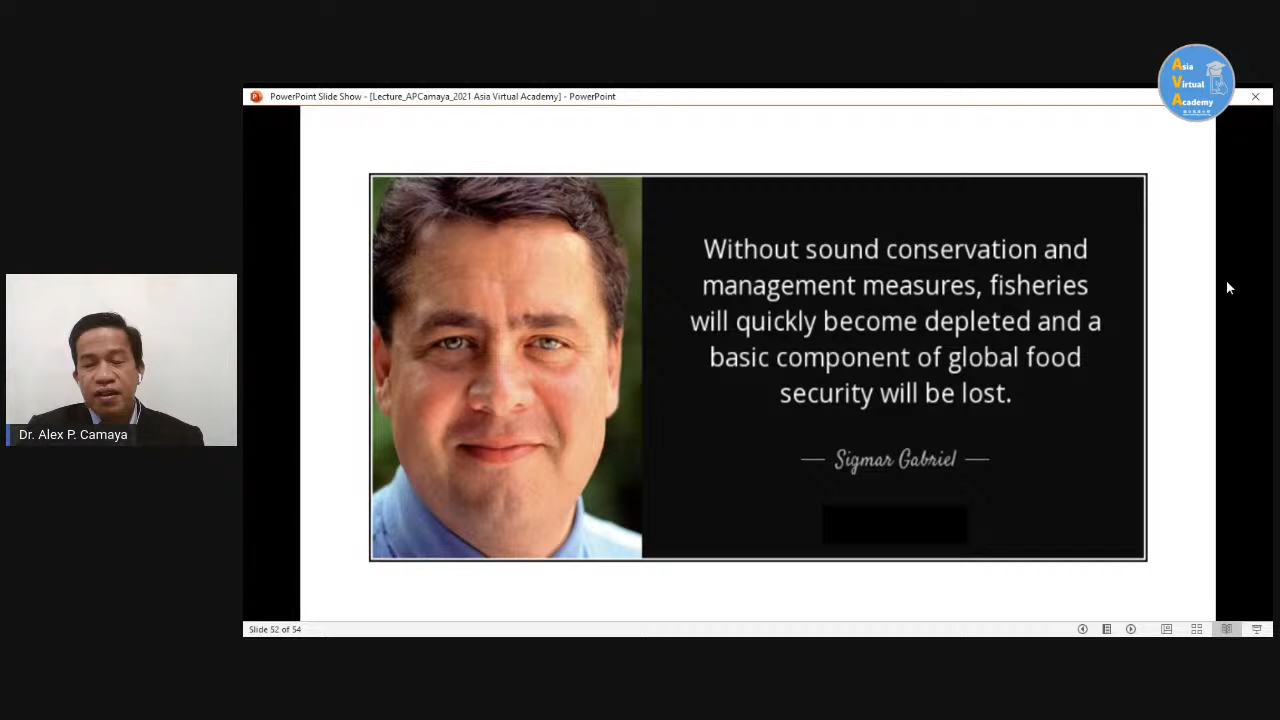 Asia
Virtual
Academy
PowerPoint Slide Show - [Lecture_APCamaya_2021 Asia Virtual Academy] - PowerPoint
Without sound conservation and
management measures, fisheries
will quickly become depleted and a
basic component of global food
security will be lost.
Sigmar Gabriel
Dr. Alex P. Camaya
Slide 52 of 54